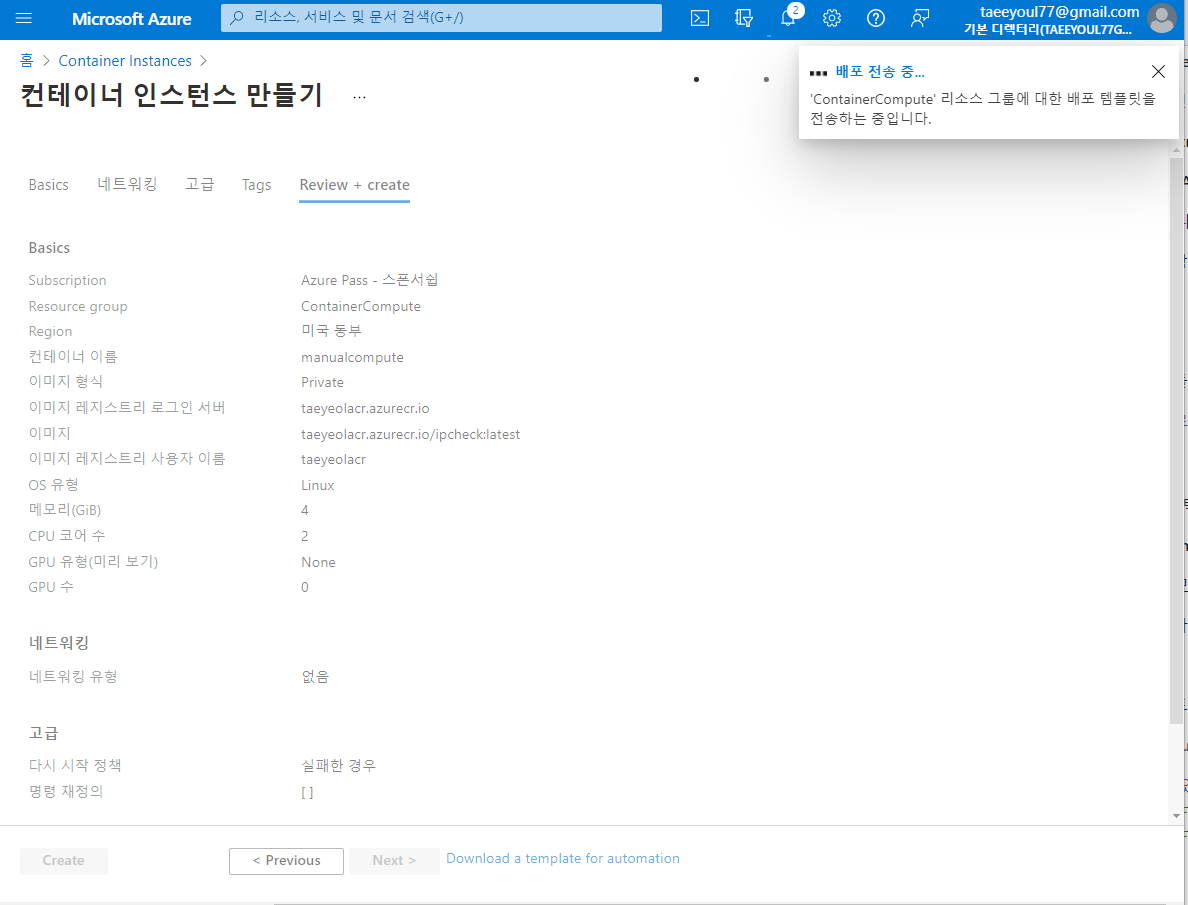 Microsoft Azure
리소스, 서비스 및 문서 검색(G+/)
2
taeeyoul77@gmail.com
기본 디렉터리(TAEEYOUL77G...
홈 > Container Instances >
컨테이너 인스턴스 만들기 ...
배포 전송 중...
'ContainerCompute' 리소스 그룹에 대한 배포 템플릿을
전송하는 중입니다.
Basics 네트워킹 고급 Tags Review + create
Basics
Subscription Azure Pass - 스폰서쉽
Resource group ContainerCompute
Region 미국 동부
컨테이너 이름 manualcompute
이미지 형식 Private
이미지 레지스트리 로그인 서버 taeyeolacr.azurecr.io
이미지 taeyeolacr.azurecr.io/ipcheck:latest
이미지 레지스트리 사용자 이름 taeyeolacr
OS 유형 Linux
메모리(GiB) 4
CPU 코어 수 2
GPU 유형(미리 보기) None
GPU 수 0
네트워킹
네트워킹 유형 없음
고급
다시 시작 정책 실패한 경우
명령 재정의 [ ]
Create < Previous Next > Download a template for automation